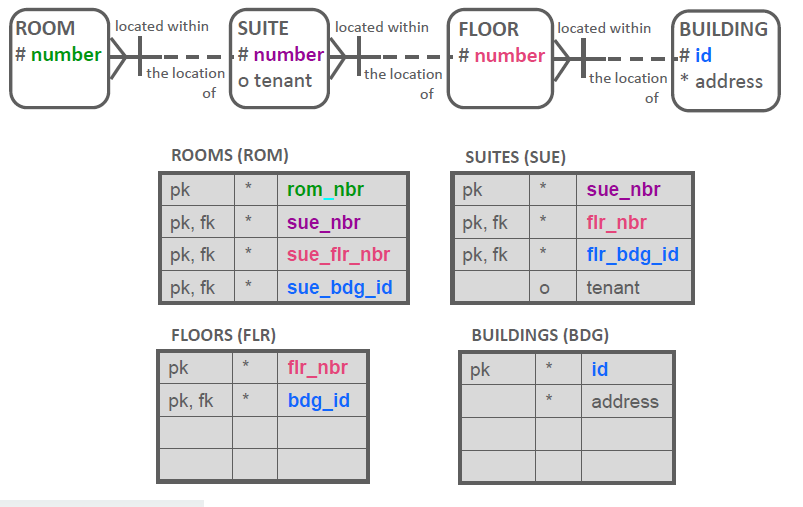 ROOM
# number
located within
the location
of
SUITE
# number
o tenant
located within
the location
of
FLOOR
# number
located within
the location
of
BUILDING
# id
* address
ROOMS (ROM)
pk * rom_nbr
pk, fk * sue_nbr
pk, fk * sue_flr_nbr
pk, fk * sue_bdg_id
SUITES (SUE)
pk * sue_nbr
pk, fk * flr_nbr
pk, fk * flr_bdg_id
o tenant
FLOORS (FLR)
pk * flr_nbr
pk, fk * bdg_id
BUILDINGS (BDG)
pk * id
* address